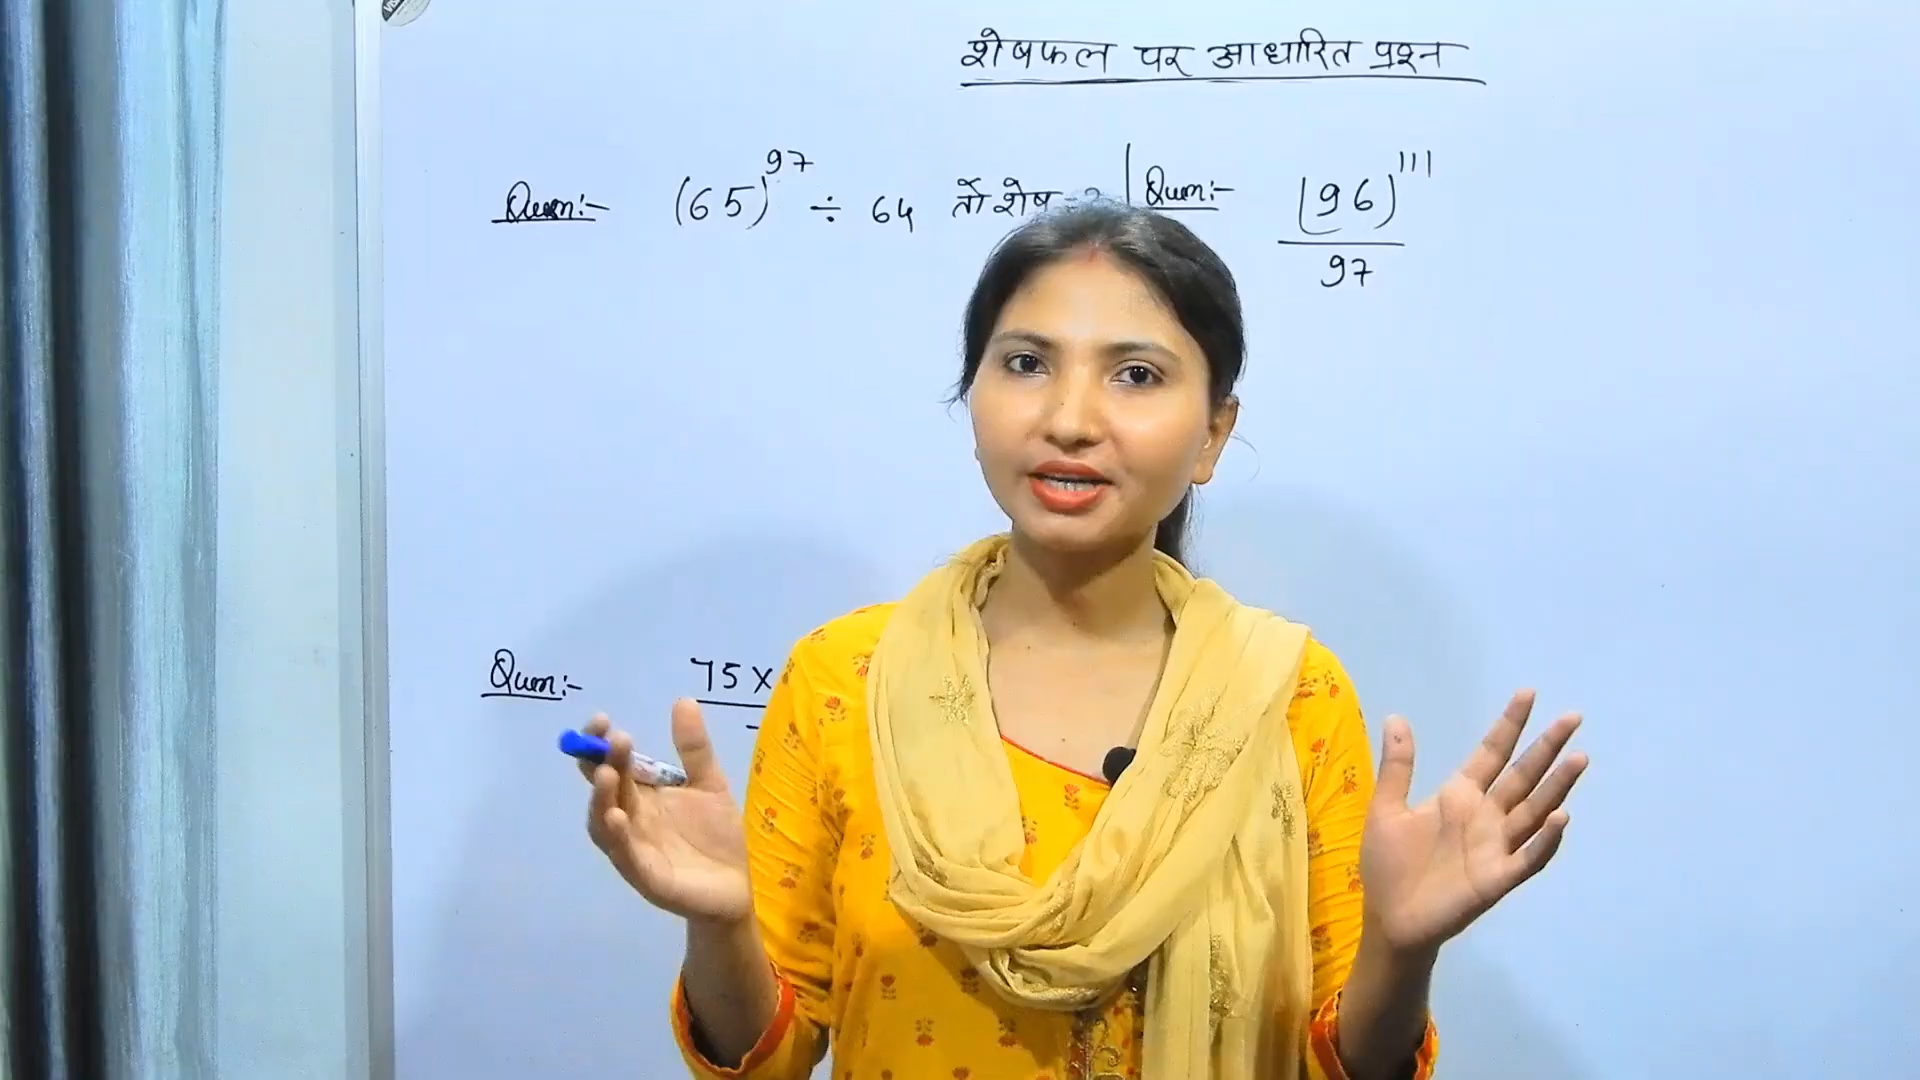 शेषफल पर आधारित प्रश्न
Ques:- (65)^97 ÷ 64 तो शेष = ?
Ques:- (96)^111
97
Ques:- 75 x